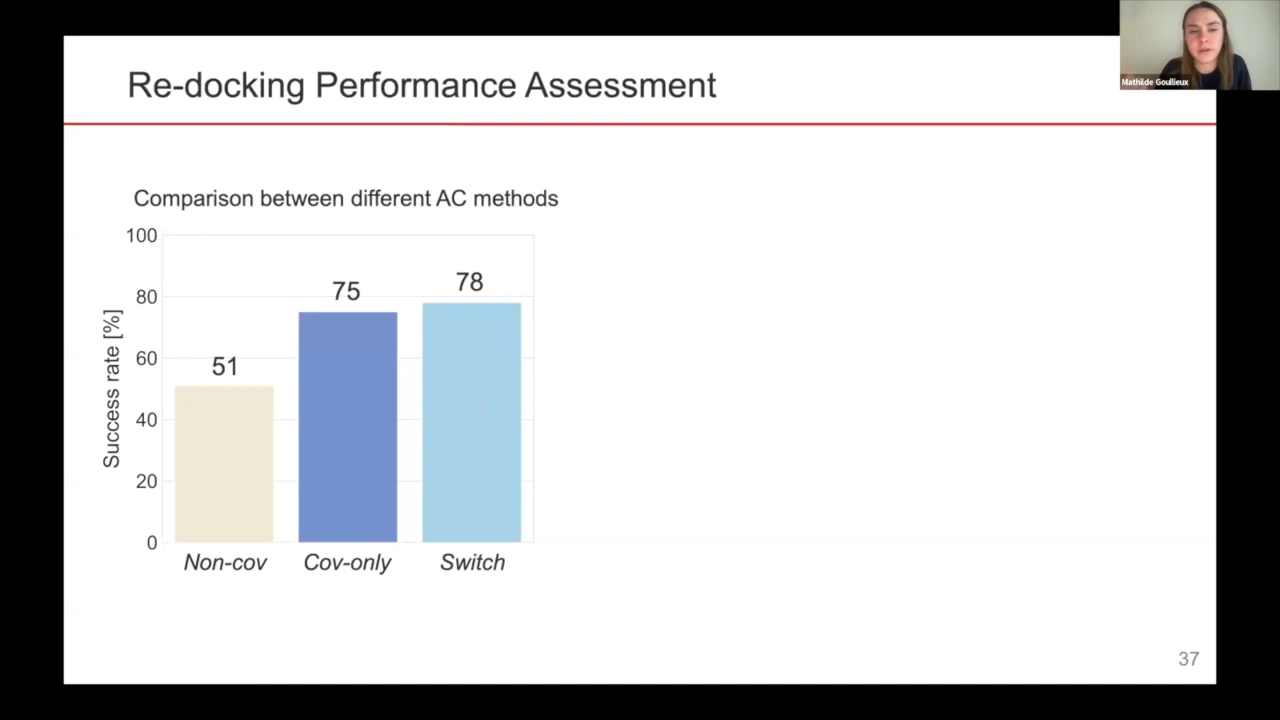 Mathilde Goullieux
Re-docking Performance Assessment
Comparison between different AC methods
Success rate [%]
100
80
60
40
20
0
51
75
78
Non-cov
Cov-only
Switch
37